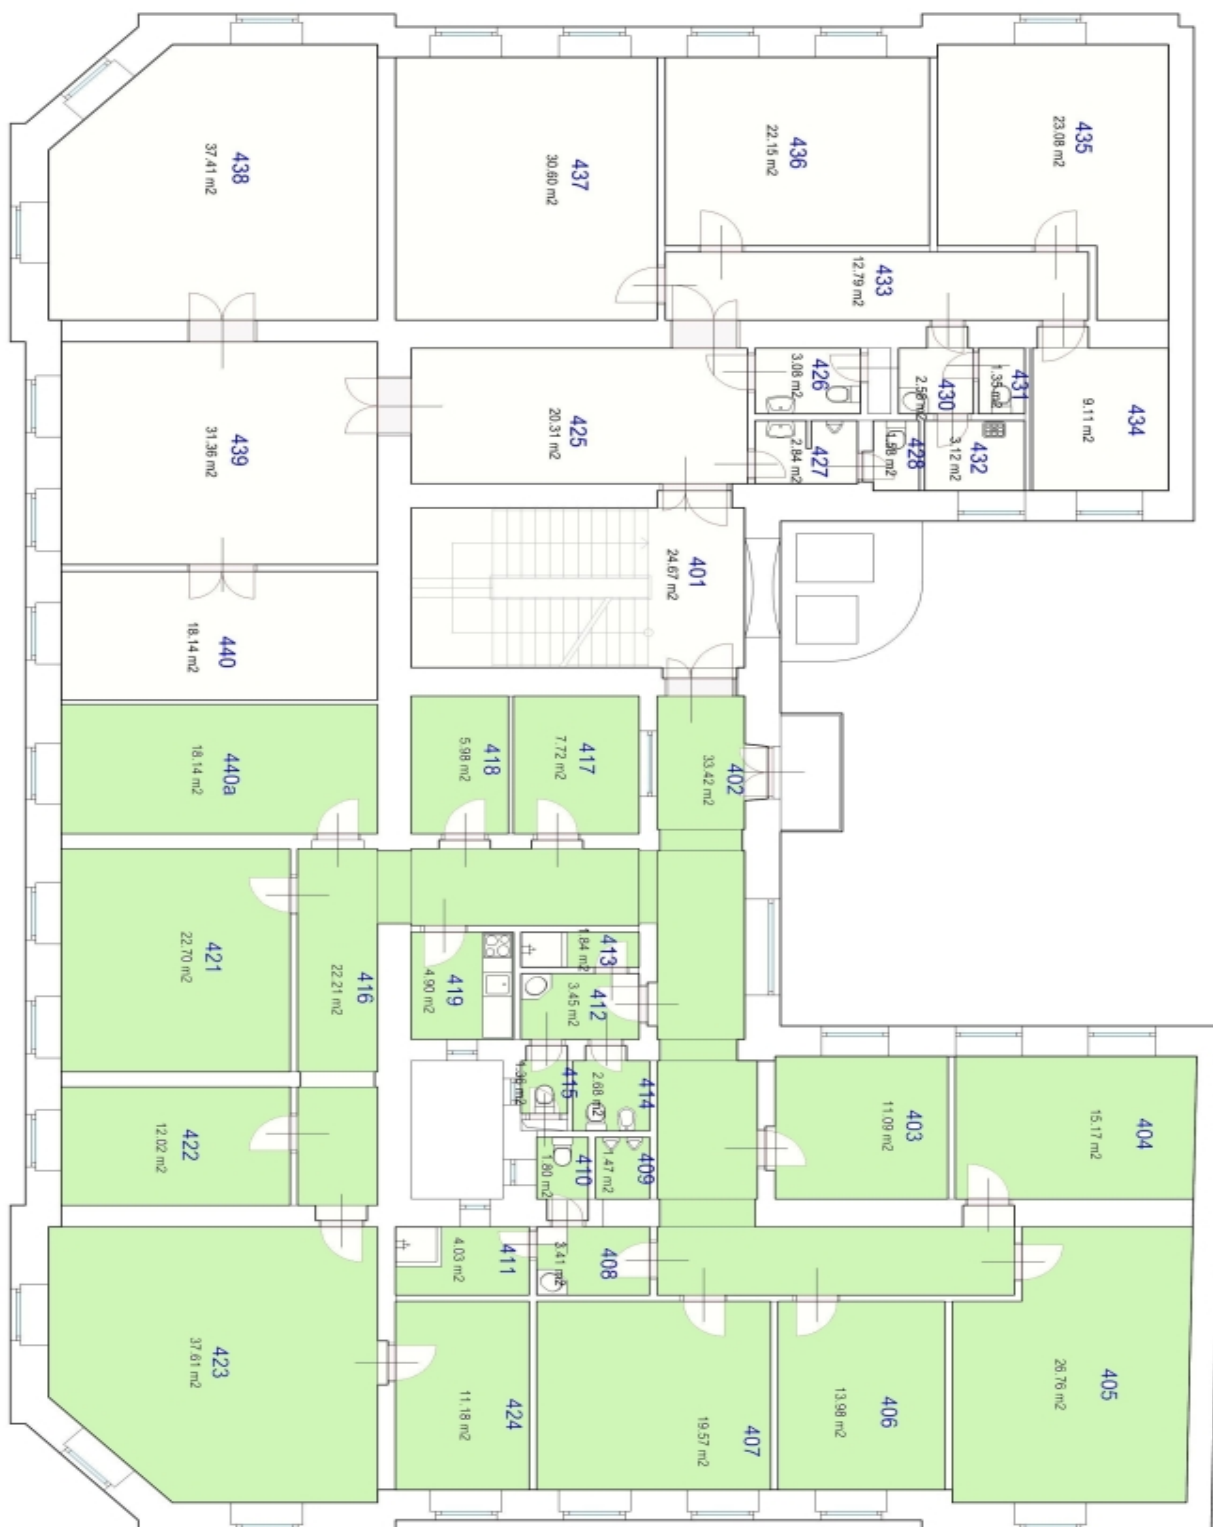 438
37.41 m2
437
30.60 m2
436
22.15 m2
435
23.08 m2
433
12.79 m2
439
31.36 m2
425
20.31 m2
426
3.08 m2
427
2.84 m2
428
1.58 m2
430
2.58 m2
431
1.35 m2
432
3.12 m2
434
9.11 m2
401
24.67 m2
440
18.14 m2
440a
18.14 m2
418
5.98 m2
417
7.72 m2
402
33.42 m2
421
22.70 m2
416
22.21 m2
419
4.90 m2
413
1.84 m2
412
3.45 m2
415
1.36 m2
414
2.68 m2
403
11.09 m2
404
15.17 m2
422
12.02 m2
410
1.80 m2
409
1.47 m2
411
4.03 m2
408
3.41 m2
423
37.61 m2
424
11.18 m2
407
19.57 m2
406
13.98 m2
405
26.76 m2